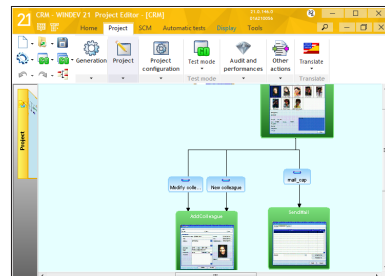 21 CRM - WINDEV 21 Project Editor - [CRM]
Home Project SCM Automatic tests Display Tools
Generation Project Project configuration Test mode Audit and performances Other actions Translate
Test mode Translate
Project
Modify colle... New colleague mail_cap
AddColleague SendMail